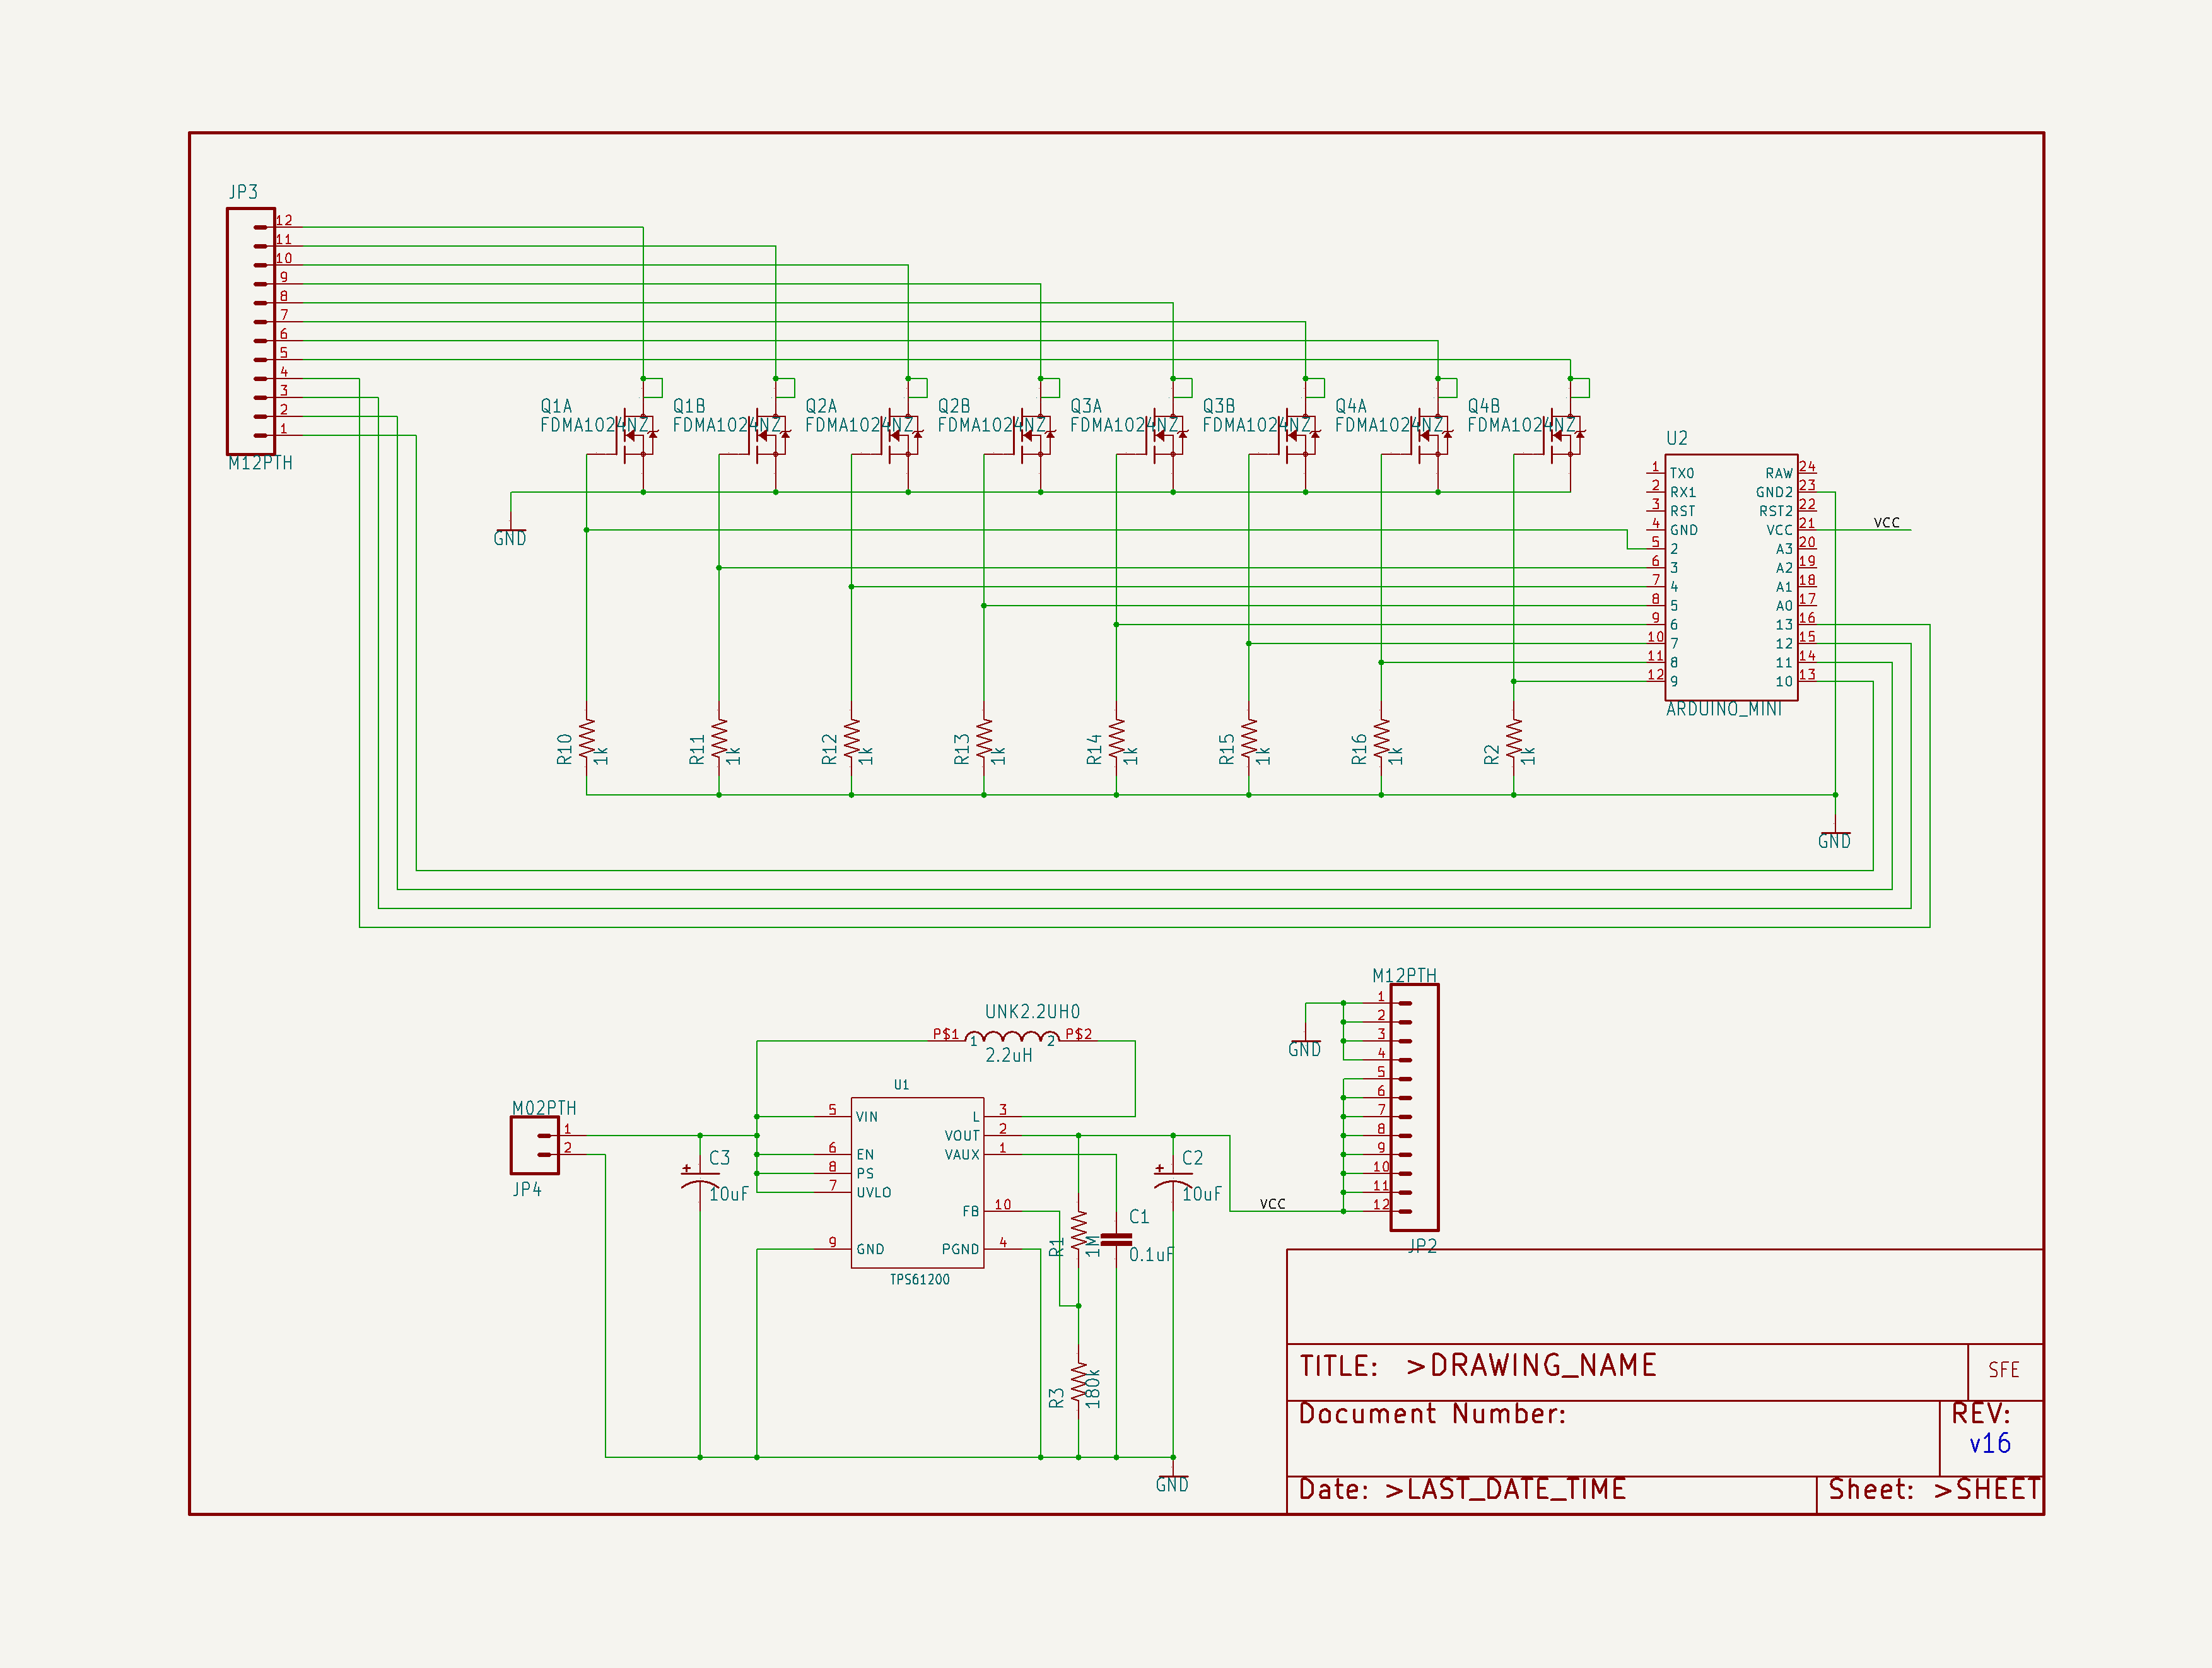 JP3
12
11
10
9
8
7
6
5
4
3
2
1
M12PTH
Q1A
FDMA1024NZ
Q1B
FDMA1024NZ
Q2A
FDMA1024NZ
Q2B
FDMA1024NZ
Q3A
FDMA1024NZ
Q3B
FDMA1024NZ
Q4A
FDMA1024NZ
Q4B
FDMA1024NZ
GND
U2
1 TX0 RAW 24
2 RX1 GND2 23
3 RST RST2 22
4 GND VCC 21 VCC
5 2 A3 20
6 3 A2 19
7 4 A1 18
8 5 A0 17
9 6 13 16
10 7 12 15
11 8 11 14
12 9 10 13
ARDUINO_MINI
R10 1k
R11 1k
R12 1k
R13 1k
R14 1k
R15 1k
R16 1k
R2 1k
GND
M12PTH
1
2
3
4
5
6
7
8
9
10
11
12
JP2
GND
VCC
UNK2.2UH0
P$1 1 2 P$2
2.2uH
U1
5 VIN L 3
VOUT 2
6 EN VAUX 1
8 PS
7 UVLO
FB 10
9 GND PGND 4
TPS61200
M02PTH
1
2
JP4
+ C3
10uF
+ C2
10uF
R1 1M
C1
0.1uF
R3 180k
GND
TITLE: >DRAWING_NAME
SFE
Document Number:
REV:
v16
Date: >LAST_DATE_TIME
Sheet: >SHEET